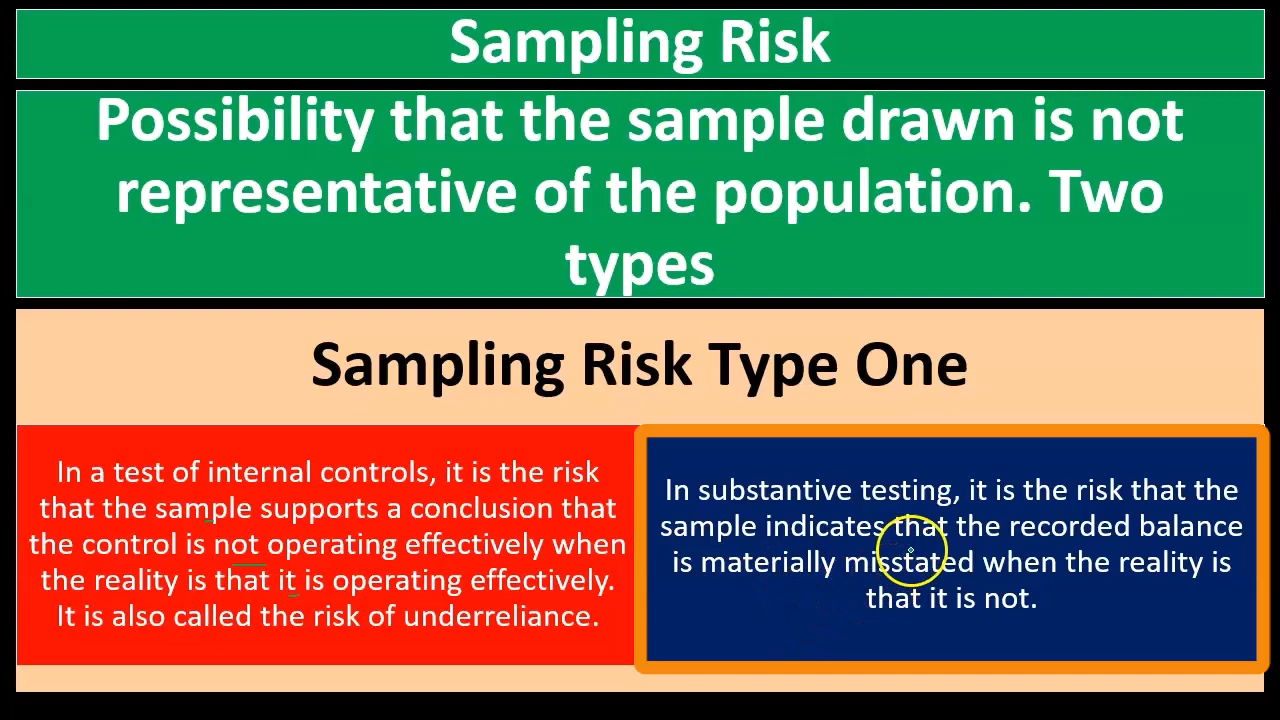 Sampling Risk
Possibility that the sample drawn is not
representative of the population. Two
types
Sampling Risk Type One
In a test of internal controls, it is the risk
that the sample supports a conclusion that
the control is not operating effectively when
the reality is that it is operating effectively.
It is also called the risk of underreliance.
In substantive testing, it is the risk that the
sample indicates that the recorded balance
is materially misstated when the reality is
that it is not.